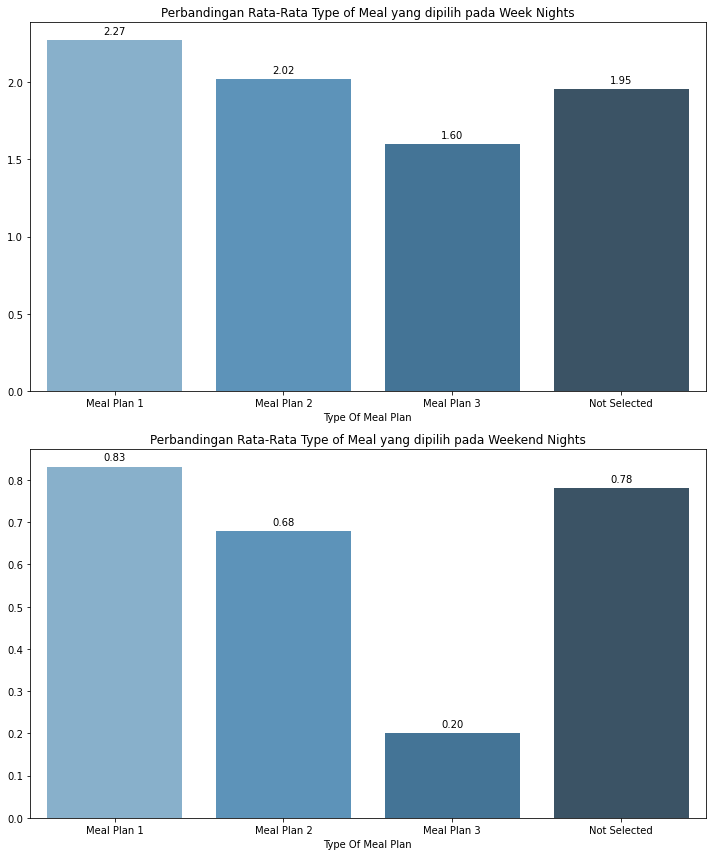 Perbandingan Rata-Rata Type of Meal yang dipilih pada Week Nights
2.27
2.02
1.60
1.95
2.0
1.5
1.0
0.5
0.0
Meal Plan 1
Meal Plan 2
Meal Plan 3
Not Selected
Type Of Meal Plan
Perbandingan Rata-Rata Type of Meal yang dipilih pada Weekend Nights
0.83
0.68
0.20
0.78
0.8
0.7
0.6
0.5
0.4
0.3
0.2
0.1
0.0
Meal Plan 1
Meal Plan 2
Meal Plan 3
Not Selected
Type Of Meal Plan